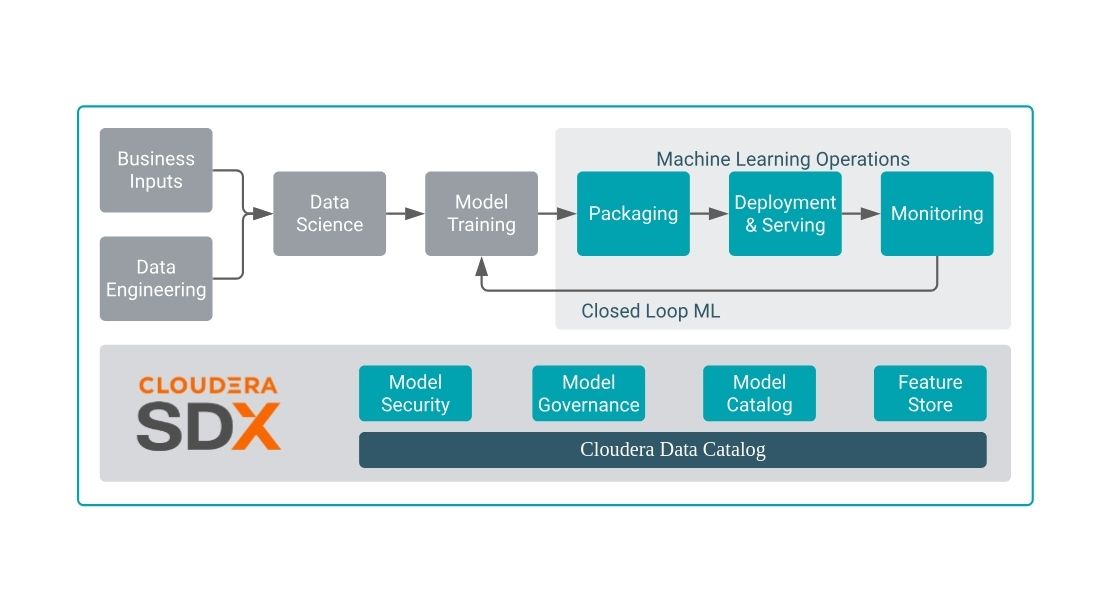 Business
Inputs
Data
Engineering
Data
Science
Model
Training
Machine Learning Operations
Packaging
Deployment
& Serving
Monitoring
Closed Loop ML
CLOUDERA
SDX
Model
Security
Model
Governance
Model
Catalog
Feature
Store
Cloudera Data Catalog